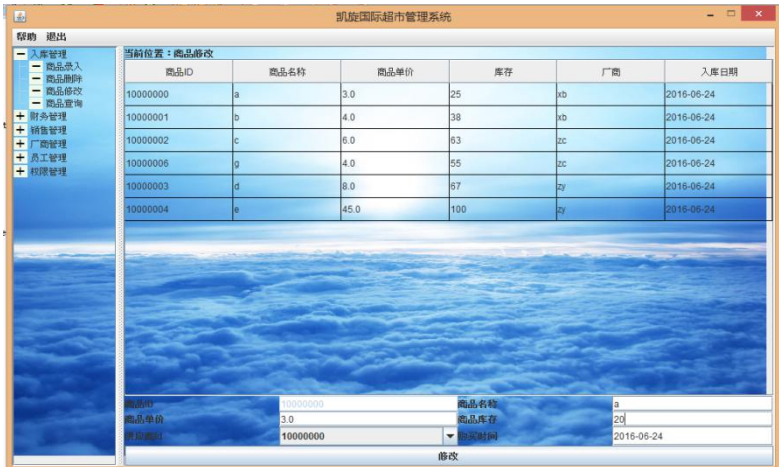 凯旋国际超市管理系统
帮助 退出
入库管理
商品录入
商品删除
商品修改
商品查询
财务管理
销售管理
厂商管理
员工管理
权限管理
当前位置：商品修改
商品ID 商品名称 商品单价 库存 厂商 入库日期
10000000 a 3.0 25 xb 2016-06-24
10000001 b 4.0 38 xb 2016-06-24
10000002 c 6.0 63 zc 2016-06-24
10000006 g 4.0 55 zc 2016-06-24
10000003 d 8.0 67 zy 2016-06-24
10000004 e 45.0 100 zy 2016-06-24
商品ID 10000000 商品名称 a
商品单价 3.0 商品库存 20
10000000 购买时间 2016-06-24
修改